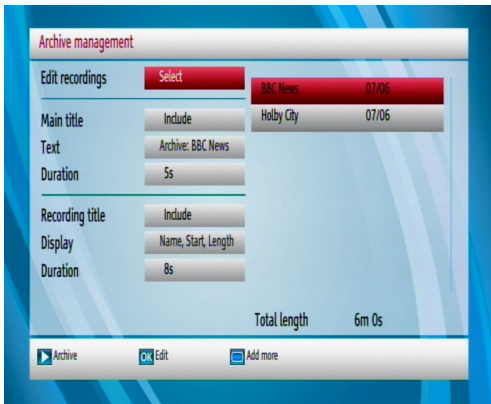 Archive management
Edit recordings Select
BBC News 07/06
Holby City 07/06
Main title Include
Text Archive: BBC News
Duration 5s
Recording title Include
Display Name, Start, Length
Duration 8s
Total length 6m 0s
Archive OK Edit Add more